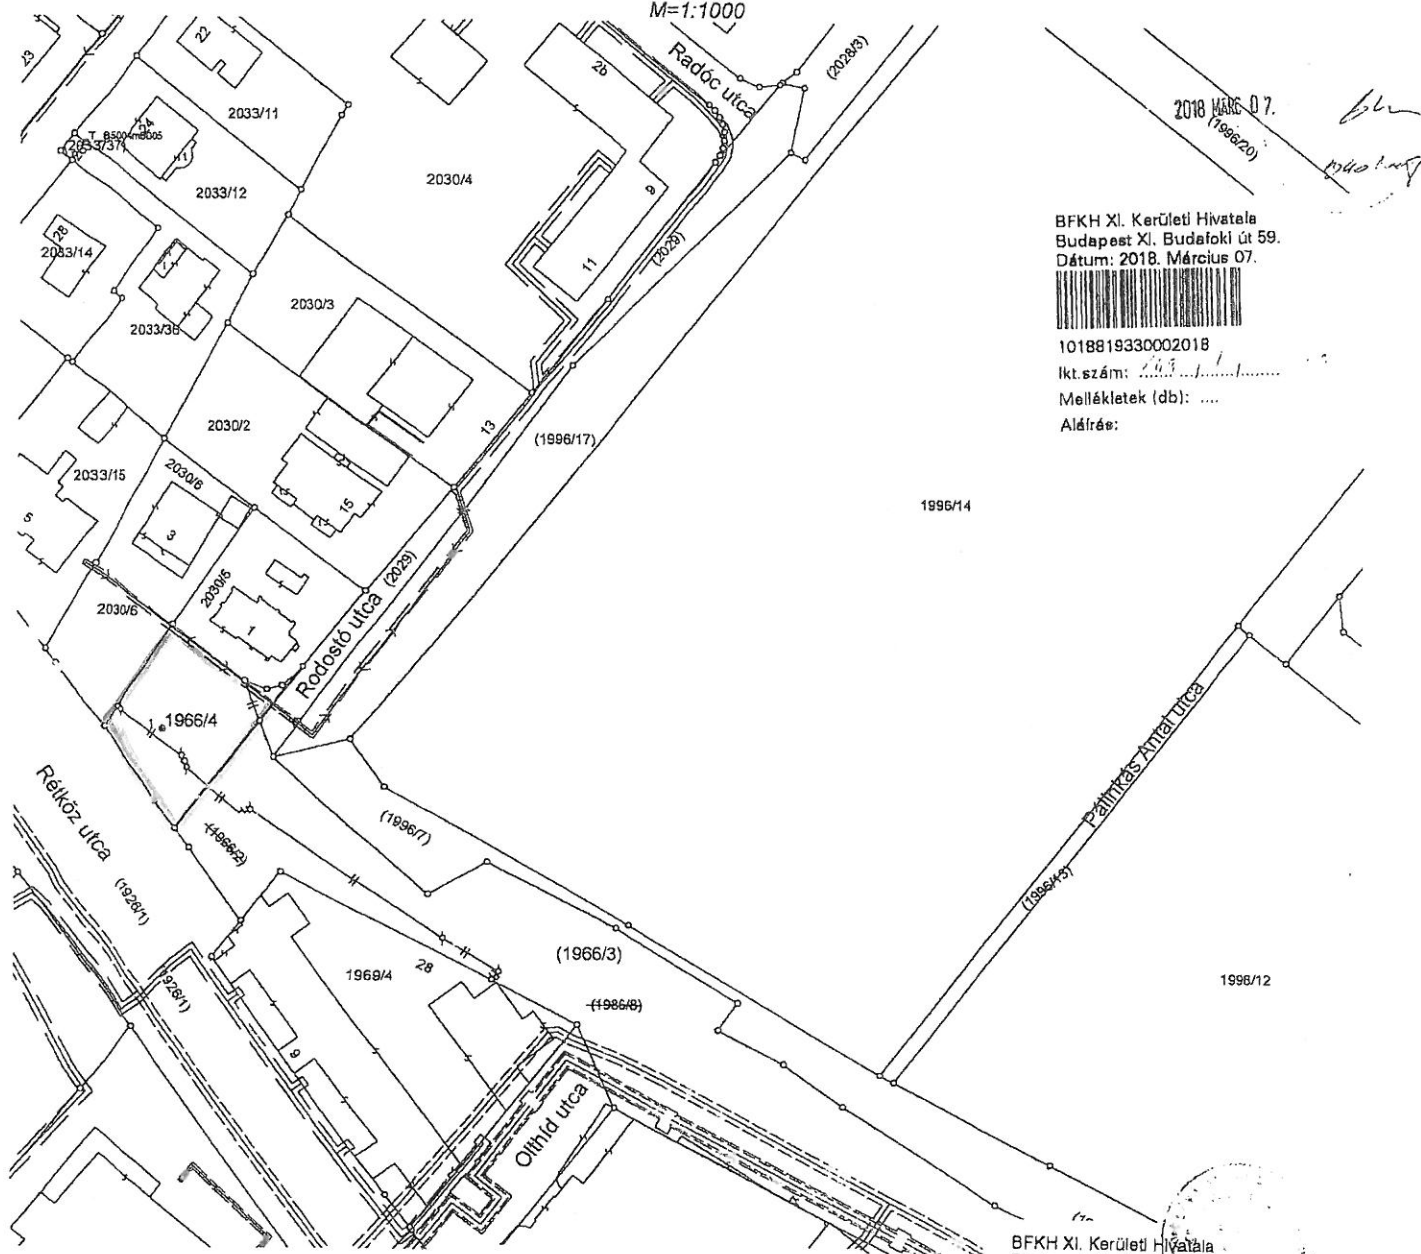 M=1:1000
22
23
2b
Radóc utca
(2028/3)
2018 MÁRC 07.
(1996/20)
2033/11
24
T_85004m5005
(2033/37)
11
2030/4
2033/12
9
BFKH XI. Kerületi Hivatala
Budapest XI. Budafoki út 59.
Dátum: 2018. Március 07.
28
2033/14
(2029)
11
2030/3
2033/36
1018819330002018
Ikt.szám:
Mellékletek (db): ....
Aláírás:
2030/2
13
(1996/17)
2030/6
2033/15
15
1996/14
5
3
(2029)
2030/5
2030/6
1
Rodostó utca
1966/4
Pálinkás Antal utca
Rétköz utca
(1996/7)
(1966/2)
(1926/1)
(1996/13)
(1966/3)
28
1969/4
1996/12
(1926/1)
(1986/8)
9
Olthíd utca
BFKH XI. Kerületi Hivatala